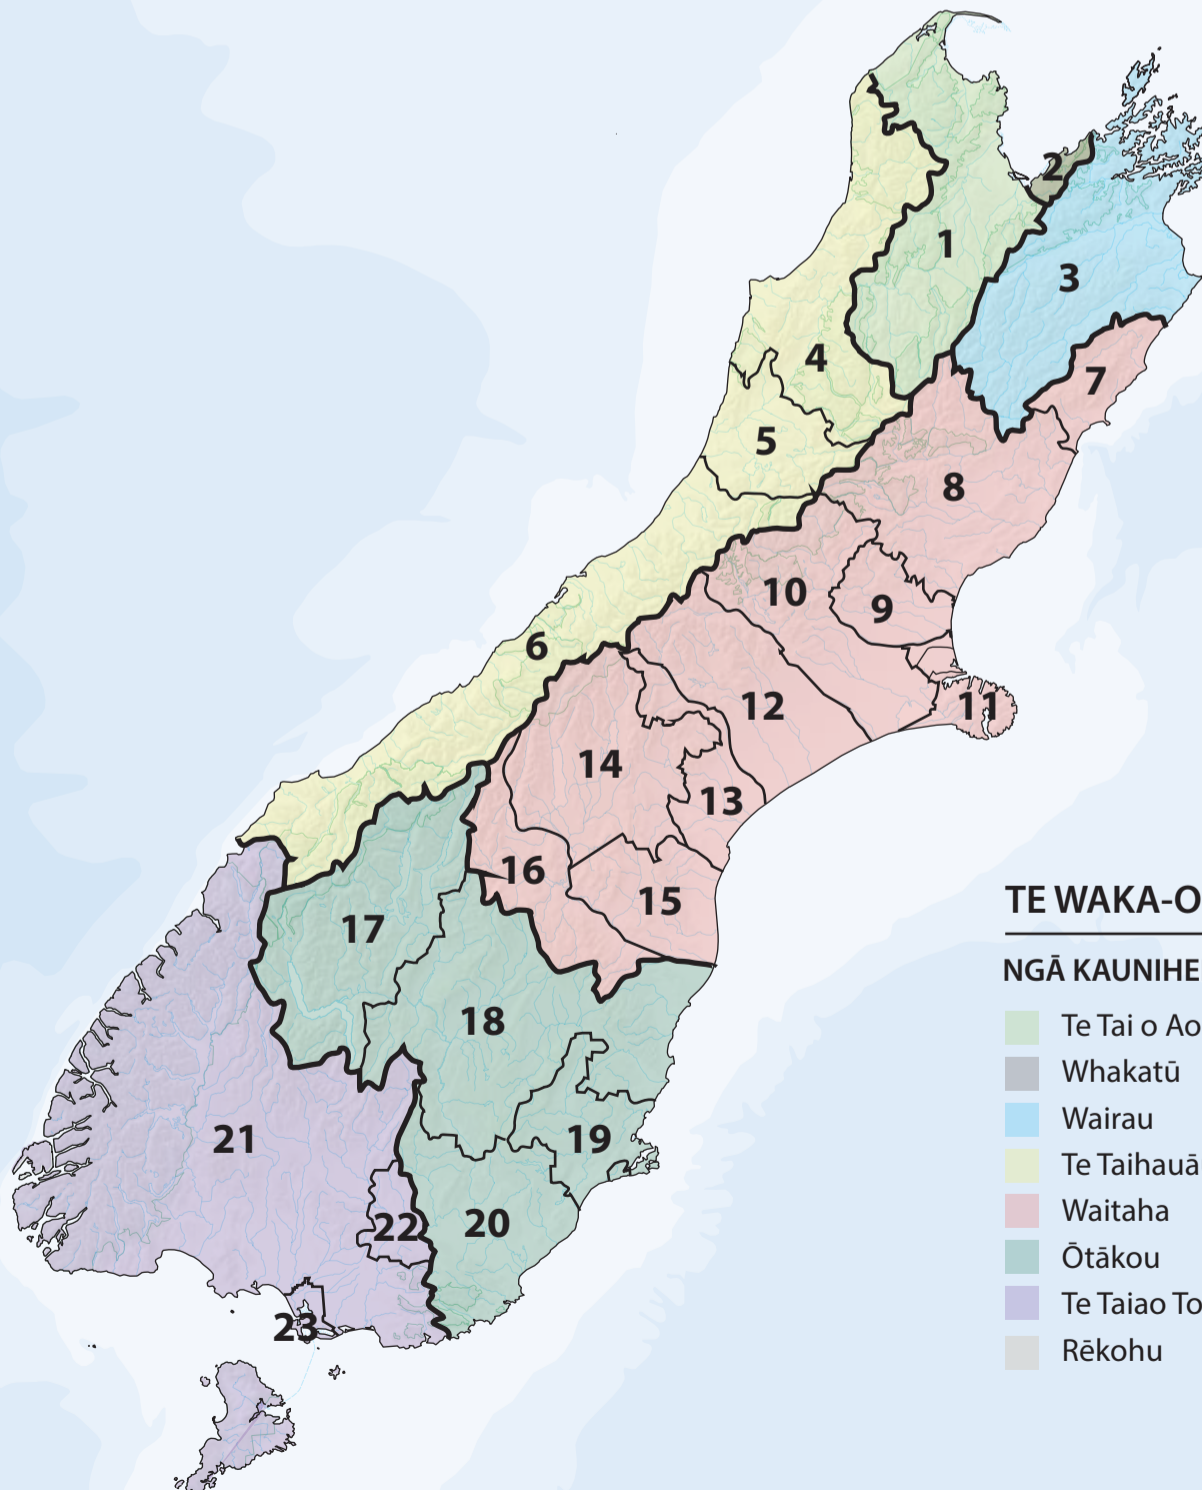 1
2
3
4
5
6
7
8
9
10
11
12
13
14
15
16
17
18
19
20
21
22
23
TE WAKA-O
NGĀ KAUNIHE
Te Tai o Ao
Whakatū
Wairau
Te Taihauā
Waitaha
Ōtākou
Te Taiao To
Rēkohu